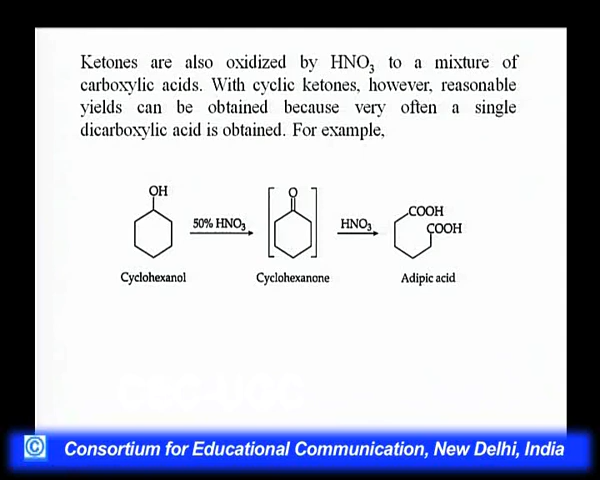 Ketones are also oxidized by HNO3 to a mixture of
carboxylic acids. With cyclic ketones, however, reasonable
yields can be obtained because very often a single
dicarboxylic acid is obtained. For example,
OH
50% HNO3
O
HNO3
COOH
COOH
Cyclohexanol
Cyclohexanone
Adipic acid
CEC-UGC
© Consortium for Educational Communication, New Delhi, India